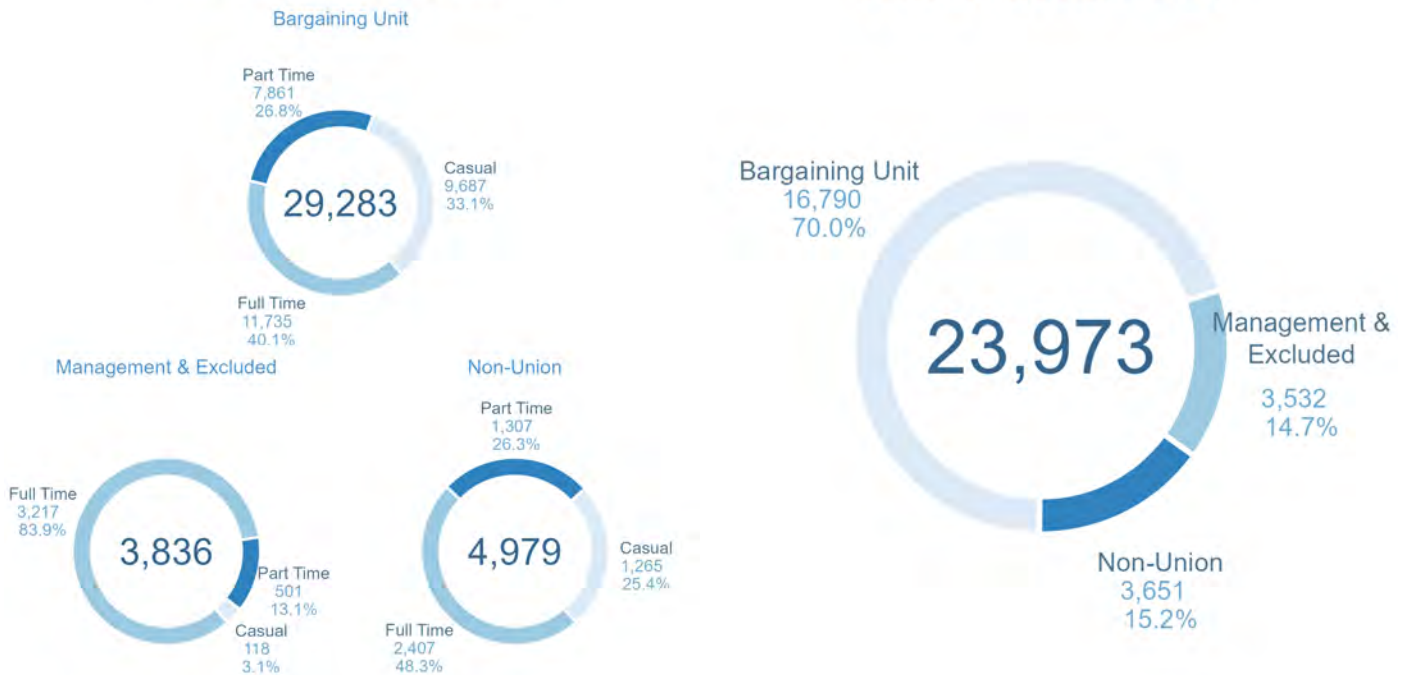 Bargaining Unit
Part Time
7,861
26.8%
Casual
9,687
33.1%
29,283
Full Time
11,735
40.1%
Management & Excluded
Full Time
3,217
83.9%
3,836
Part Time
501
13.1%
Casual
118
3.1%
Non-Union
Part Time
1,307
26.3%
4,979
Casual
1,265
25.4%
Full Time
2,407
48.3%
Bargaining Unit
16,790
70.0%
23,973
Management &
Excluded
3,532
14.7%
Non-Union
3,651
15.2%